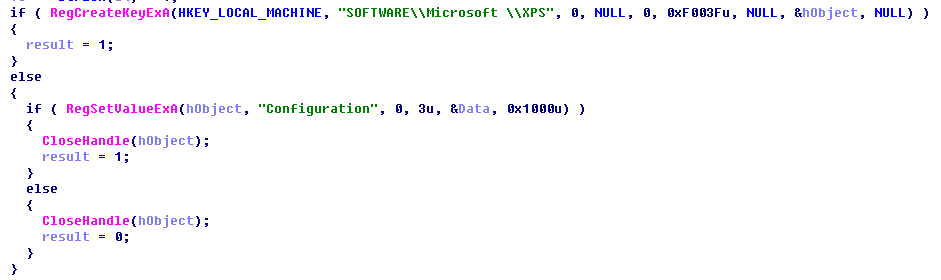 if ( RegCreateKeyExA(HKEY_LOCAL_MACHINE, "SOFTWARE\\Microsoft \\XPS", 0, NULL, 0, 0xF003Fu, NULL, &hObject, NULL) )
{
  result = 1;
}
else
{
  if ( RegSetValueExA(hObject, "Configuration", 0, 3u, &Data, 0x1000u) )
  {
    CloseHandle(hObject);
    result = 1;
  }
  else
  {
    CloseHandle(hObject);
    result = 0;
  }
}